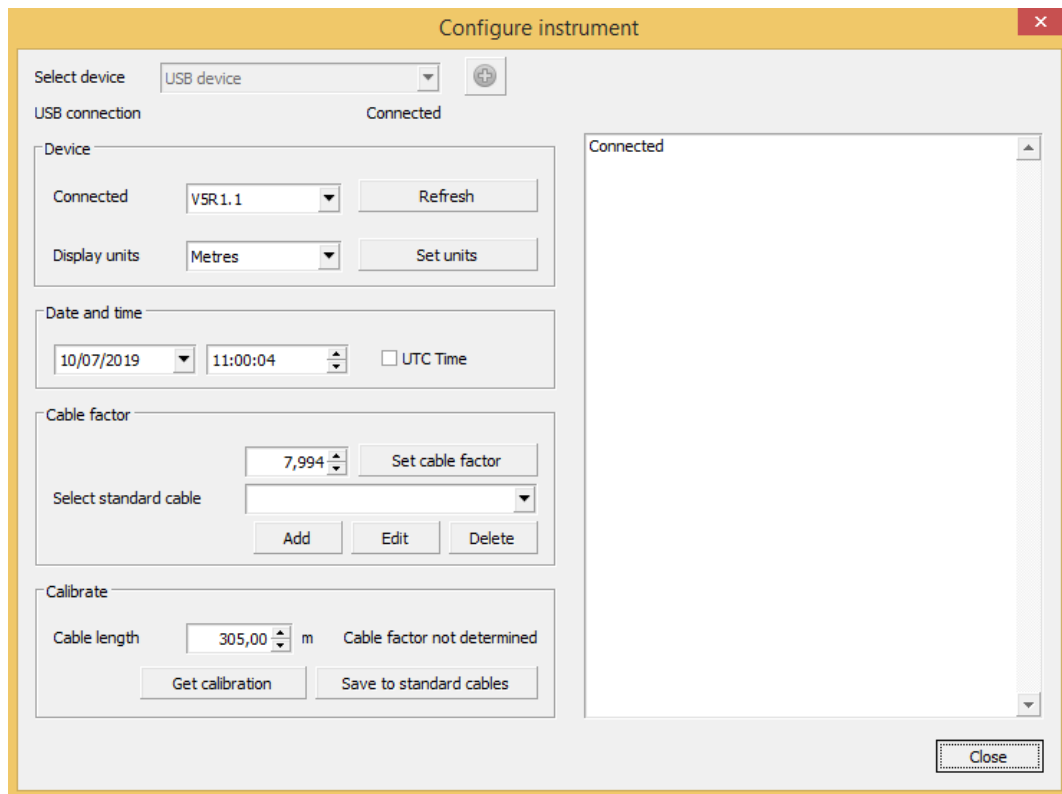 Configure instrument
Select device USB device
USB connection Connected
Device
Connected V5R1.1 Refresh
Display units Metres Set units
Date and time
10/07/2019 11:00:04 UTC Time
Cable factor
7,994 Set cable factor
Select standard cable
Add Edit Delete
Calibrate
Cable length 305,00 m Cable factor not determined
Get calibration Save to standard cables
Connected
Close